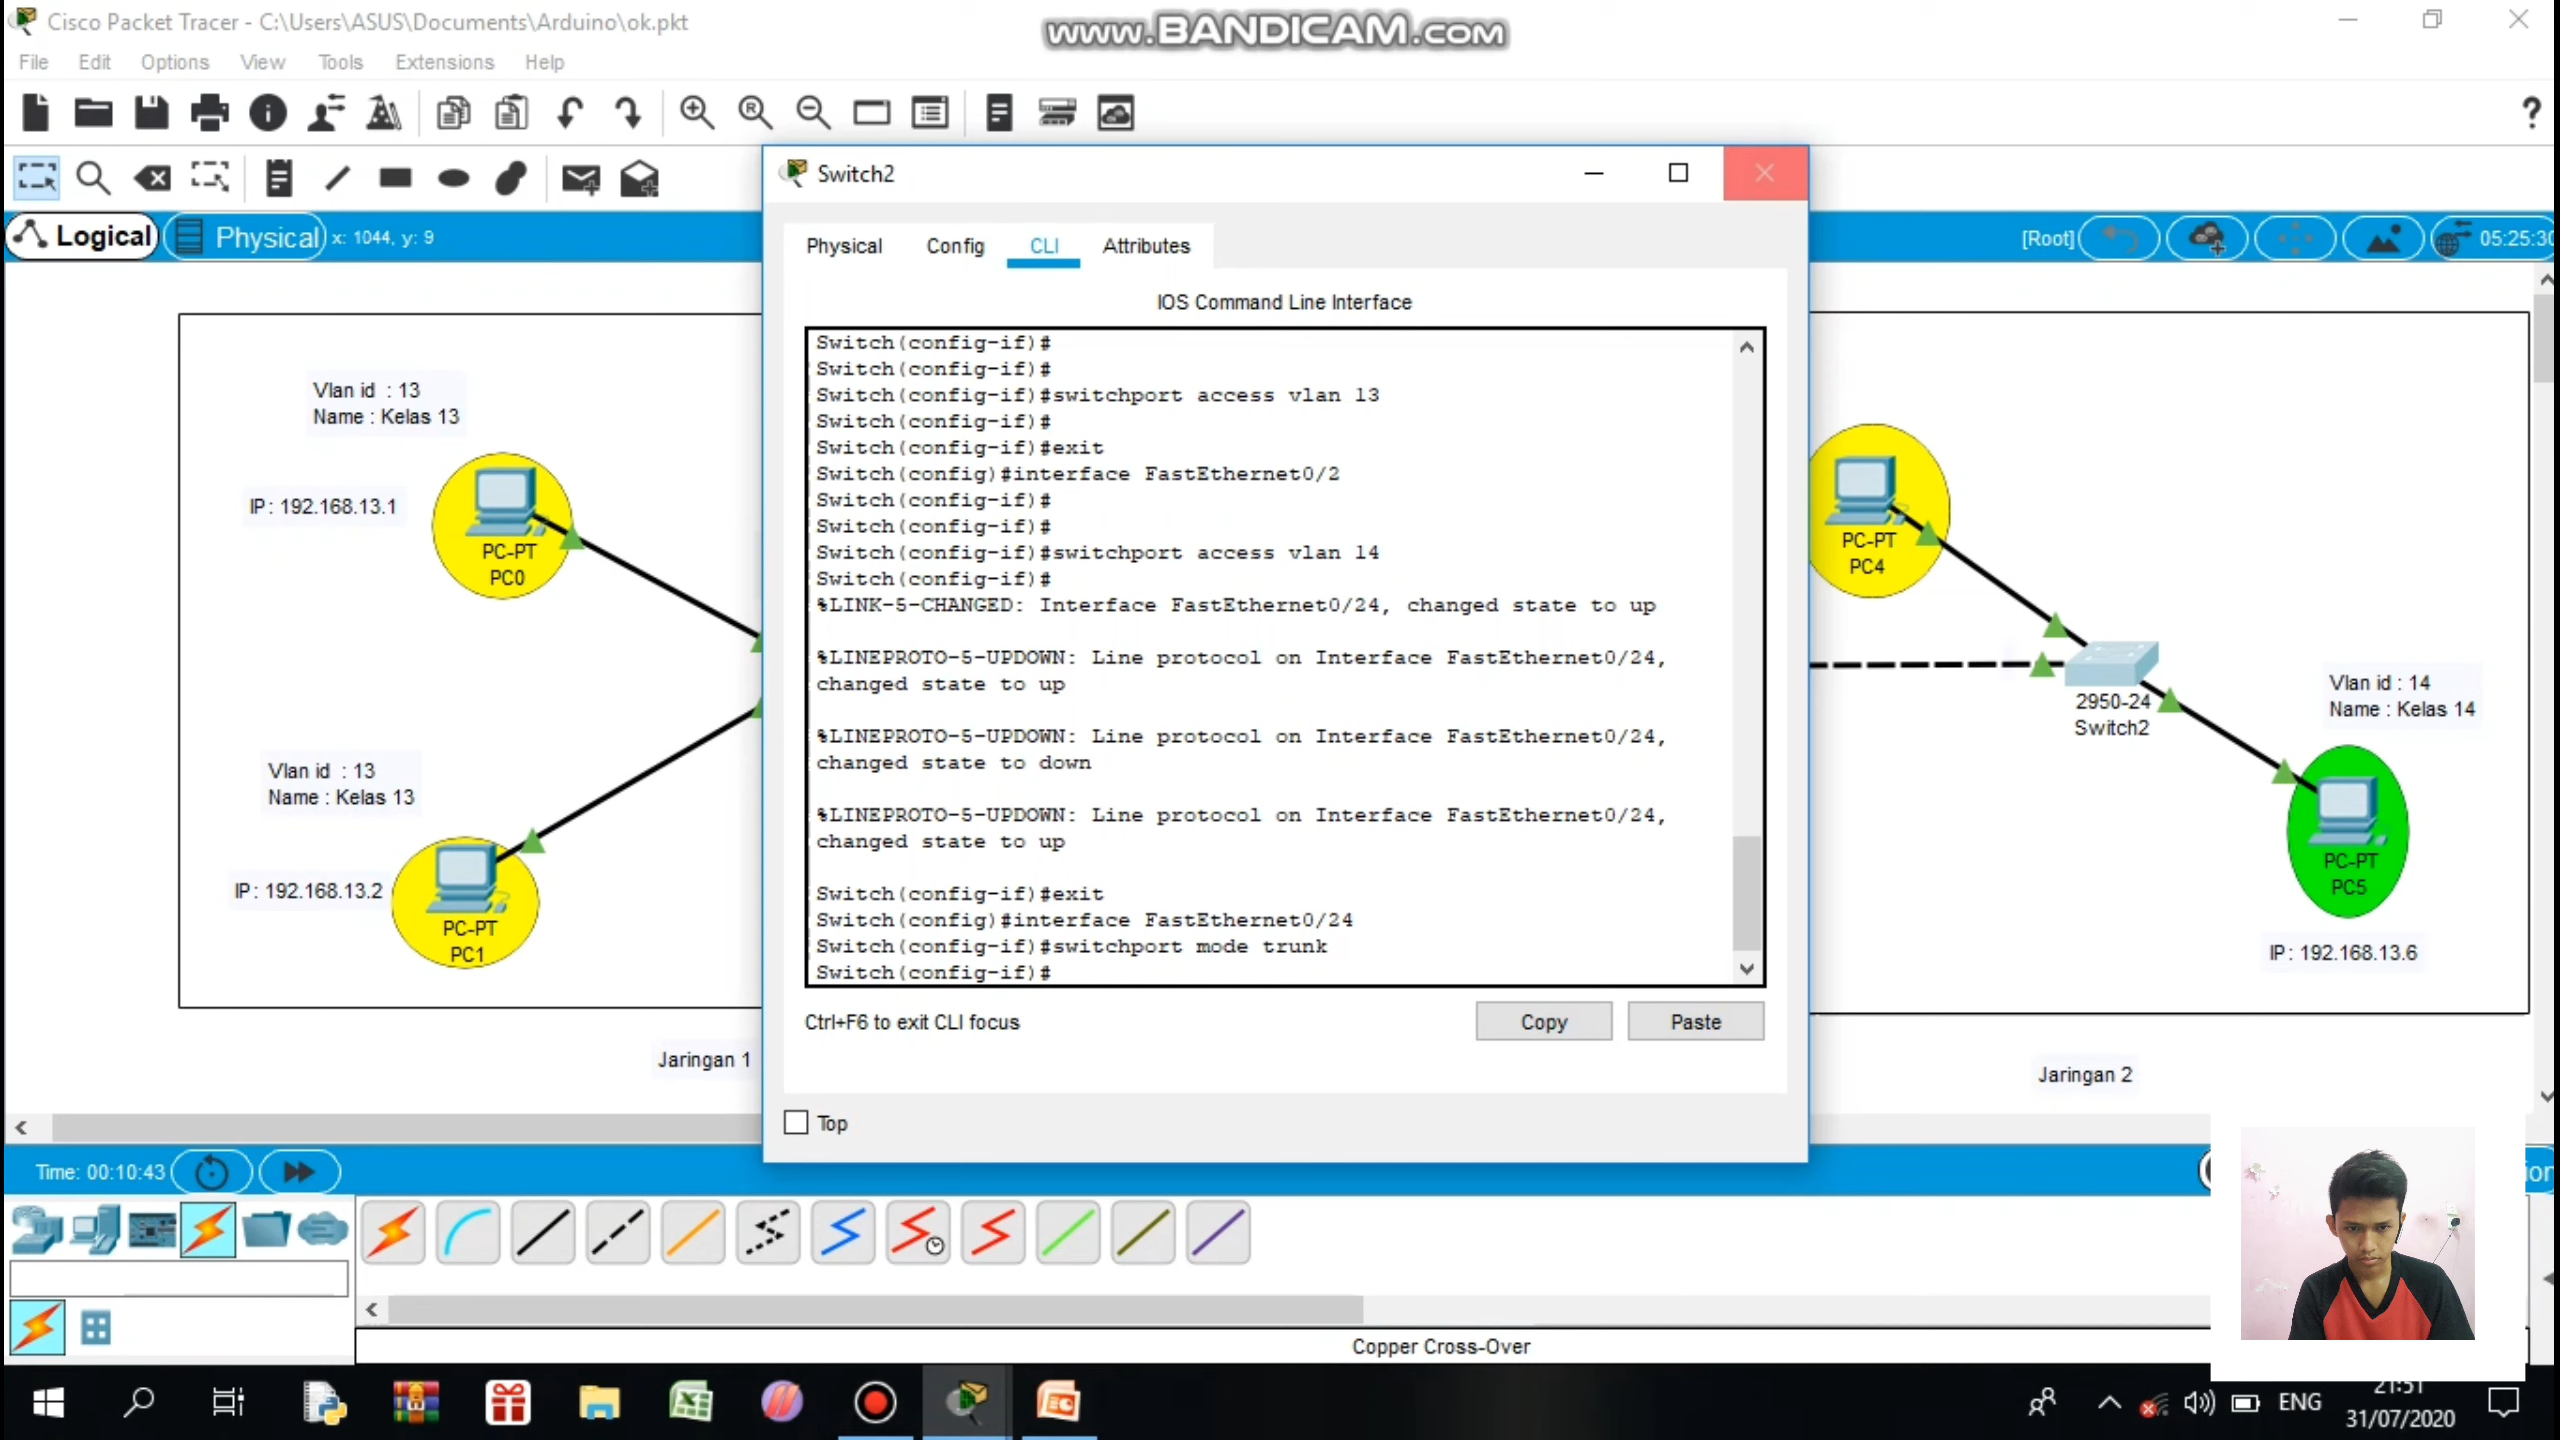 Cisco Packet Tracer - C:\Users\ASUS\Documents\Arduino\ok.pkt
www.BANDICAM.com
File Edit Options View Tools Extensions Help
Switch2
Logical
Physical
x: 1044, y: 9
[Root]
05:25:30
Physical Config CLI Attributes
IOS Command Line Interface
Switch(config-if)#
Switch(config-if)#
Switch(config-if)#switchport access vlan 13
Switch(config-if)#
Switch(config-if)#exit
Switch(config)#interface FastEthernet0/2
Switch(config-if)#
Switch(config-if)#
Switch(config-if)#switchport access vlan 14
Switch(config-if)#
%LINK-5-CHANGED: Interface FastEthernet0/24, changed state to up
%LINEPROTO-5-UPDOWN: Line protocol on Interface FastEthernet0/24,
changed state to up
%LINEPROTO-5-UPDOWN: Line protocol on Interface FastEthernet0/24,
changed state to down
%LINEPROTO-5-UPDOWN: Line protocol on Interface FastEthernet0/24,
changed state to up
Switch(config-if)#exit
Switch(config)#interface FastEthernet0/24
Switch(config-if)#switchport mode trunk
Switch(config-if)#
Ctrl+F6 to exit CLI focus
Copy
Paste
Top
Vlan id : 13
Name : Kelas 13
IP: 192.168.13.1
PC-PT
PC0
Vlan id : 13
Name : Kelas 13
IP: 192.168.13.2
PC-PT
PC1
Jaringan 1
PC-PT
PC4
2950-24
Switch2
Vlan id : 14
Name : Kelas 14
PC-PT
PC5
IP: 192.168.13.6
Jaringan 2
Time: 00:10:43
Copper Cross-Over
ENG
21:51
31/07/2020